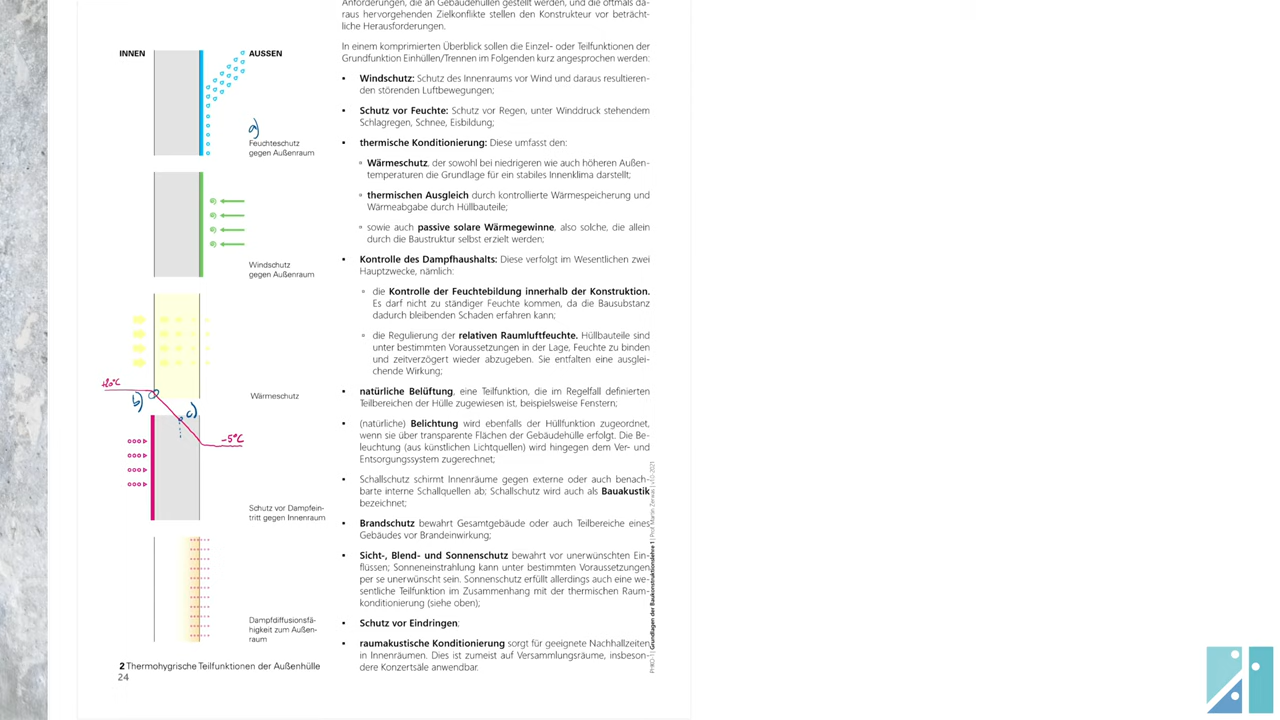 Anforderungen, die an Gebäudehüllen gestellt werden, und die oftmals da-
raus hervorgehenden Zielkonflikte stellen den Konstrukteur vor beträcht-
liche Herausforderungen.
In einem komprimierten Überblick sollen die Einzel- oder Teilfunktionen der
Grundfunktion Einhüllen/Trennen im Folgenden kurz angesprochen werden:
• Windschutz: Schutz des Innenraums vor Wind und daraus resultieren-
den störenden Luftbewegungen;
• Schutz vor Feuchte: Schutz vor Regen, unter Winddruck stehendem
Schlagregen, Schnee, Eisbildung;
• thermische Konditionierung: Diese umfasst den:
▫ Wärmeschutz, der sowohl bei niedrigeren wie auch höheren Außen-
temperaturen die Grundlage für ein stabiles Innenklima darstellt;
▫ thermischen Ausgleich durch kontrollierte Wärmespeicherung und
Wärmeabgabe durch Hüllbauteile;
▫ sowie auch passive solare Wärmegewinne, also solche, die allein
durch die Baustruktur selbst erzielt werden;
• Kontrolle des Dampfhaushalts: Diese verfolgt im Wesentlichen zwei
Hauptzwecke, nämlich:
▫ die Kontrolle der Feuchtebildung innerhalb der Konstruktion.
Es darf nicht zu ständiger Feuchte kommen, da die Bausubstanz
dadurch bleibenden Schaden erfahren kann;
▫ die Regulierung der relativen Raumluftfeuchte. Hüllbauteile sind
unter bestimmten Voraussetzungen in der Lage, Feuchte zu binden
und zeitverzögert wieder abzugeben. Sie entfalten eine ausglei-
chende Wirkung;
• natürliche Belüftung, eine Teilfunktion, die im Regelfall definierten
Teilbereichen der Hülle zugewiesen ist, beispielsweise Fenstern;
• (natürliche) Belichtung wird ebenfalls der Hüllfunktion zugeordnet,
wenn sie über transparente Flächen der Gebäudehülle erfolgt. Die Be-
leuchtung (aus künstlichen Lichtquellen) wird hingegen dem Ver- und
Entsorgungssystem zugerechnet;
• Schallschutz schirmt Innenräume gegen externe oder auch benach-
barte interne Schallquellen ab; Schallschutz wird auch als Bauakustik
bezeichnet;
• Brandschutz bewahrt Gesamtgebäude oder auch Teilbereiche eines
Gebäudes vor Brandeinwirkung;
• Sicht-, Blend- und Sonnenschutz bewahrt vor unerwünschten Ein-
flüssen; Sonneneinstrahlung kann unter bestimmten Voraussetzungen
per se unerwünscht sein. Sonnenschutz erfüllt allerdings auch eine we-
sentliche Teilfunktion im Zusammenhang mit der thermischen Raum-
konditionierung (siehe oben);
• Schutz vor Eindringen;
• raumakustische Konditionierung sorgt für geeignete Nachhallzeiten
in Innenräumen. Dies ist zumeist auf Versammlungsräume, insbeson-
dere Konzertsäle anwendbar.
INNEN
AUSSEN
a)
Feuchteschutz
gegen Außenraum
Windschutz
gegen Außenraum
+20°C
b)
Wärmeschutz
c)
-5°C
Schutz vor Dampfein-
tritt gegen Innenraum
Dampfdiffusionsfä-
higkeit zum Außen-
raum
2 Thermohygrische Teilfunktionen der Außenhülle
24
Grundlagen der Baukonstruktionslehre 1 | Prof. Martin